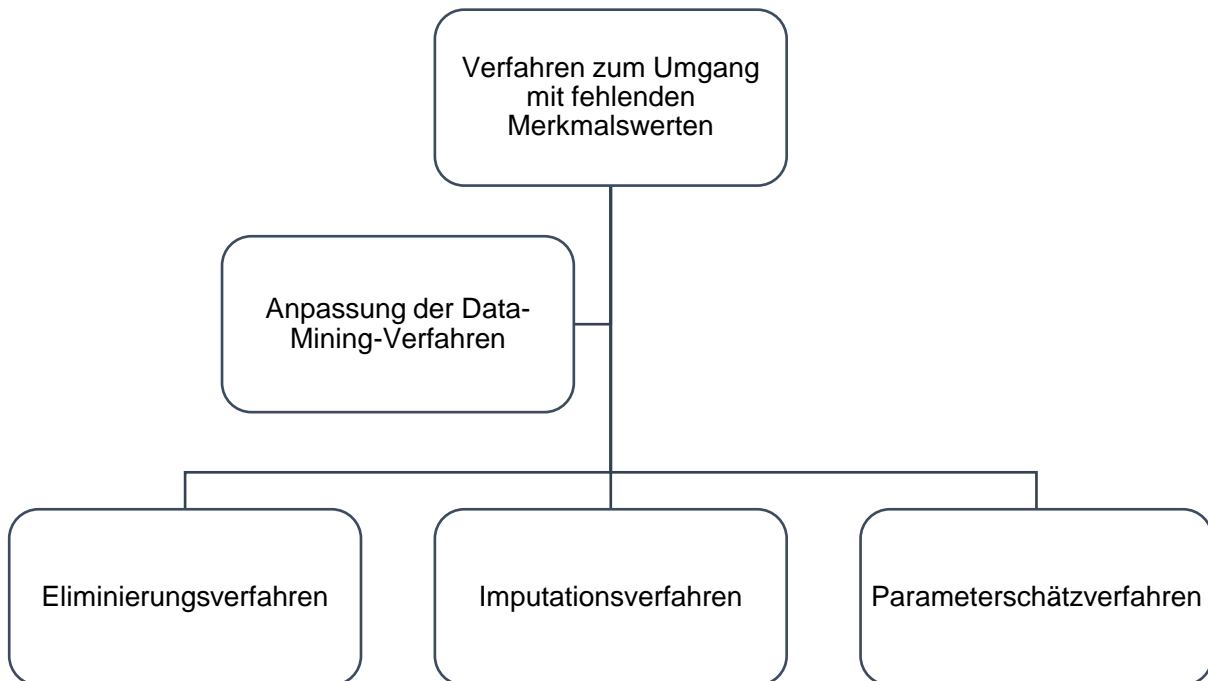 Verfahren zum Umgang
mit fehlenden
Merkmalswerten
Anpassung der Data-
Mining-Verfahren
Eliminierungsverfahren
Imputationsverfahren
Parameterschätzverfahren